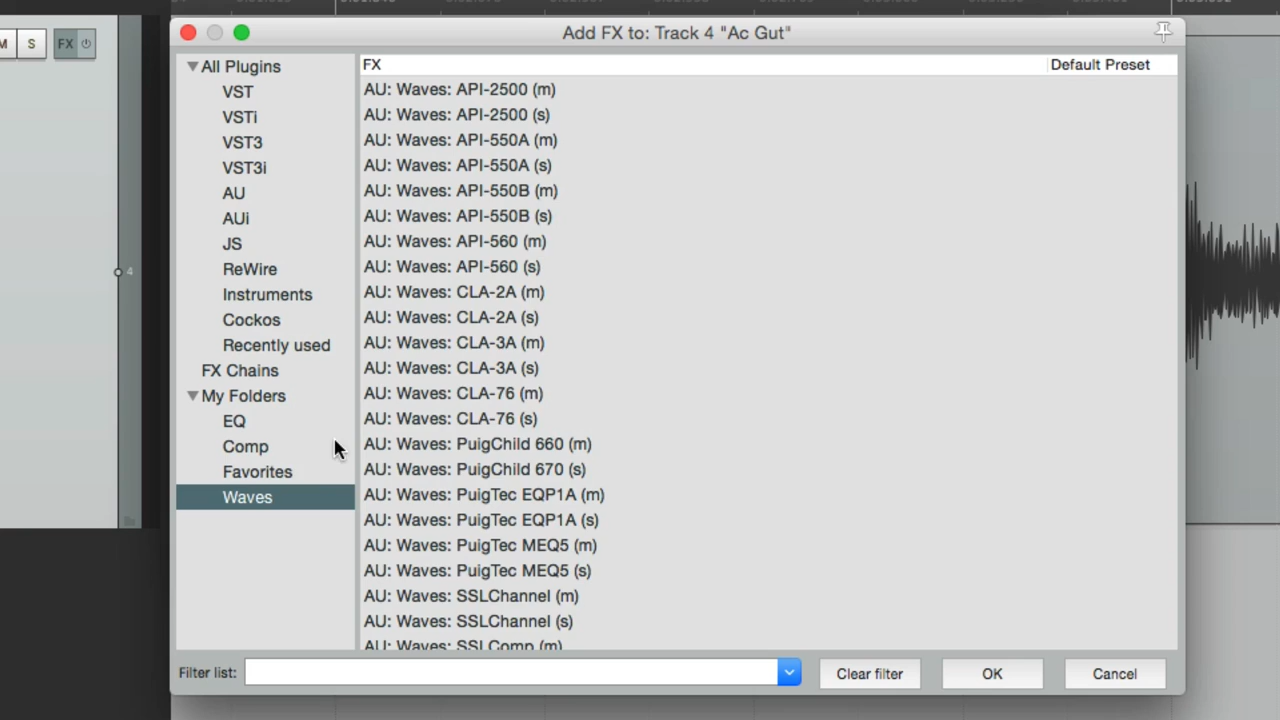 Add FX to: Track 4 "Ac Gut"
M S FX
4
All Plugins
VST
VSTi
VST3
VST3i
AU
AUi
JS
ReWire
Instruments
Cockos
Recently used
FX Chains
My Folders
EQ
Comp
Favorites
Waves
FX Default Preset
AU: Waves: API-2500 (m)
AU: Waves: API-2500 (s)
AU: Waves: API-550A (m)
AU: Waves: API-550A (s)
AU: Waves: API-550B (m)
AU: Waves: API-550B (s)
AU: Waves: API-560 (m)
AU: Waves: API-560 (s)
AU: Waves: CLA-2A (m)
AU: Waves: CLA-2A (s)
AU: Waves: CLA-3A (m)
AU: Waves: CLA-3A (s)
AU: Waves: CLA-76 (m)
AU: Waves: CLA-76 (s)
AU: Waves: PuigChild 660 (m)
AU: Waves: PuigChild 670 (s)
AU: Waves: PuigTec EQP1A (m)
AU: Waves: PuigTec EQP1A (s)
AU: Waves: PuigTec MEQ5 (m)
AU: Waves: PuigTec MEQ5 (s)
AU: Waves: SSLChannel (m)
AU: Waves: SSLChannel (s)
AU: Waves: SSLComp (m)
Filter list: Clear filter OK Cancel